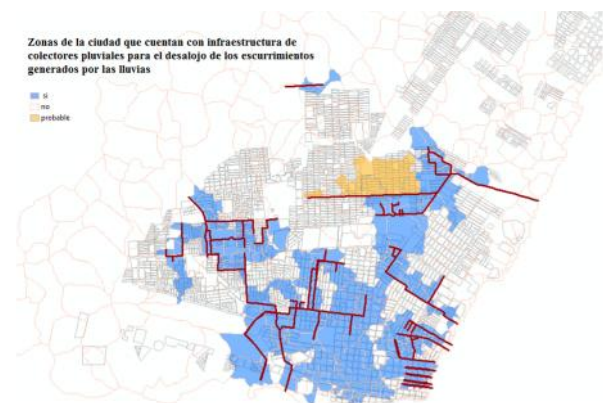 Zonas de la ciudad que cuentan con infraestructura de
colectores pluviales para el desalojo de los escurrimientos
generados por las lluvias
si
no
probable